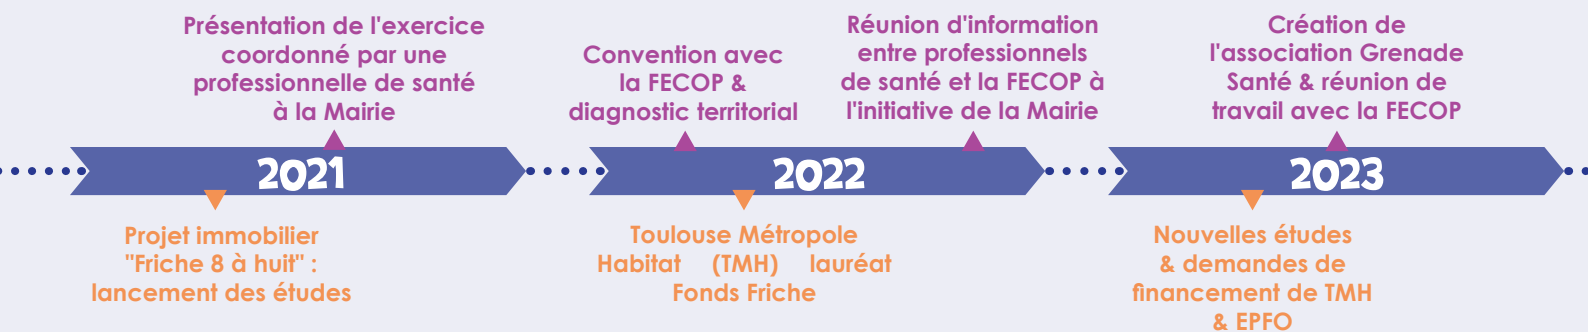 Présentation de l'exercice
coordonné par une
professionnelle de santé
à la Mairie
Convention avec
la FECOP &
diagnostic territorial
Réunion d'information
entre professionnels
de santé et la FECOP à
l'initiative de la Mairie
Création de
l'association Grenade
Santé & réunion de
travail avec la FECOP
2021
2022
2023
Projet immobilier
"Friche 8 à huit" :
lancement des études
Toulouse Métropole
Habitat (TMH) lauréat
Fonds Friche
Nouvelles études
& demandes de
financement de TMH
& EPFO